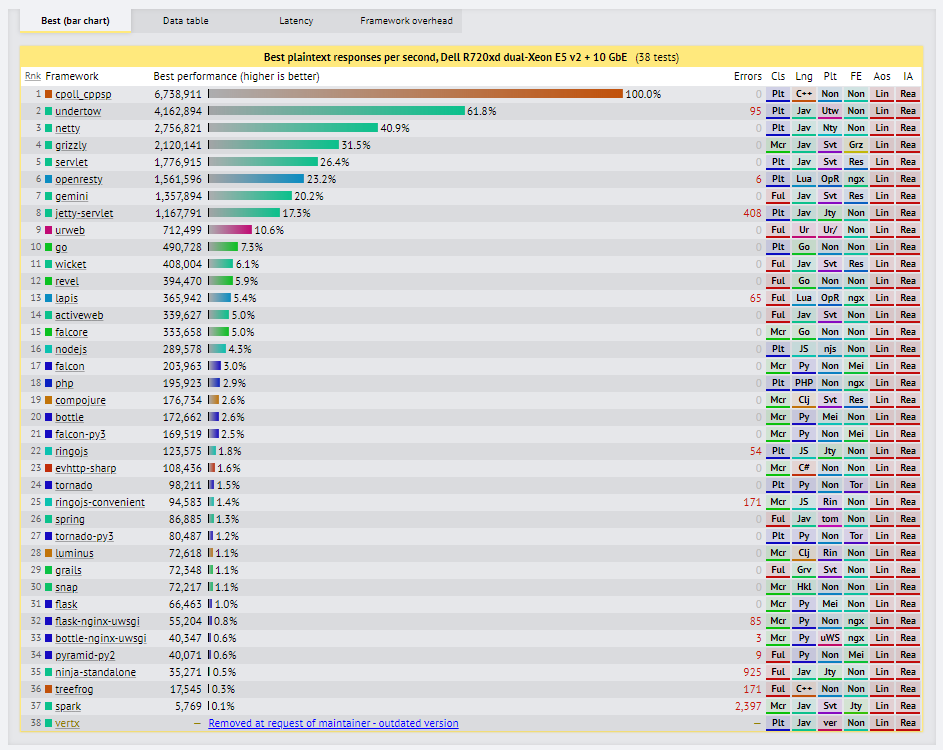 Best (bar chart) Data table Latency Framework overhead
Best plaintext responses per second, Dell R720xd dual-Xeon E5 v2 + 10 GbE (38 tests)
Rnk Framework Best performance (higher is better) Errors Cls Lng Plt FE Aos IA
1 cpoll_cppsp 6,738,911 100.0% 0 Plt C++ Non Non Lin Rea
2 undertow 4,162,894 61.8% 95 Plt Jav Utw Non Lin Rea
3 netty 2,756,821 40.9% 0 Plt Jav Nty Non Lin Rea
4 grizzly 2,120,141 31.5% 0 Mcr Jav Svt Grz Lin Rea
5 servlet 1,776,915 26.4% 0 Plt Jav Svt Res Lin Rea
6 openresty 1,561,596 23.2% 6 Plt Lua OpR ngx Lin Rea
7 gemini 1,357,894 20.2% 0 Ful Jav Svt Res Lin Rea
8 jetty-servlet 1,167,791 17.3% 408 Plt Jav Jty Non Lin Rea
9 urweb 712,499 10.6% 0 Ful Ur Ur/ Non Lin Rea
10 go 490,728 7.3% 0 Plt Go Non Non Lin Rea
11 wicket 408,004 6.1% 0 Ful Jav Svt Res Lin Rea
12 revel 394,470 5.9% 0 Ful Go Non Non Lin Rea
13 lapis 365,942 5.4% 65 Ful Lua OpR ngx Lin Rea
14 activeweb 339,627 5.0% 0 Ful Jav Svt Non Lin Rea
15 falcore 333,658 5.0% 0 Mcr Go Non Non Lin Rea
16 nodejs 289,578 4.3% 0 Plt JS njs Non Lin Rea
17 falcon 203,963 3.0% 0 Mcr Py Non Mei Lin Rea
18 php 195,923 2.9% 0 Plt PHP Non ngx Lin Rea
19 compojure 176,734 2.6% 0 Mcr Clj Svt Res Lin Rea
20 bottle 172,662 2.6% 0 Mcr Py Mei Non Lin Rea
21 falcon-py3 169,519 2.5% 0 Mcr Py Non Mei Lin Rea
22 ringojs 123,575 1.8% 54 Plt JS Jty Non Lin Rea
23 evhttp-sharp 108,436 1.6% 0 Mcr C# Non Non Lin Rea
24 tornado 98,211 1.5% 0 Plt Py Non Tor Lin Rea
25 ringojs-convenient 94,583 1.4% 171 Mcr JS Rin Non Lin Rea
26 spring 86,885 1.3% 0 Ful Jav tom Non Lin Rea
27 tornado-py3 80,487 1.2% 0 Plt Py Non Tor Lin Rea
28 luminus 72,618 1.1% 0 Mcr Clj Rin Non Lin Rea
29 grails 72,348 1.1% 0 Ful Grv Svt Non Lin Rea
30 snap 72,217 1.1% 0 Mcr Hkl Non Non Lin Rea
31 flask 66,463 1.0% 0 Mcr Py Mei Non Lin Rea
32 flask-nginx-uwsgi 55,204 0.8% 85 Mcr Py Non ngx Lin Rea
33 bottle-nginx-uwsgi 40,347 0.6% 3 Mcr Py uWS ngx Lin Rea
34 pyramid-py2 40,071 0.6% 9 Ful Py Non Mei Lin Rea
35 ninja-standalone 35,271 0.5% 925 Ful Jav Jty Non Lin Rea
36 treefrog 17,545 0.3% 171 Ful C++ Non Non Lin Rea
37 spark 5,769 0.1% 2,397 Mcr Jav Svt Jty Lin Rea
38 vertx — Removed at request of maintainer - outdated version — Plt Jav ver Non Lin Rea